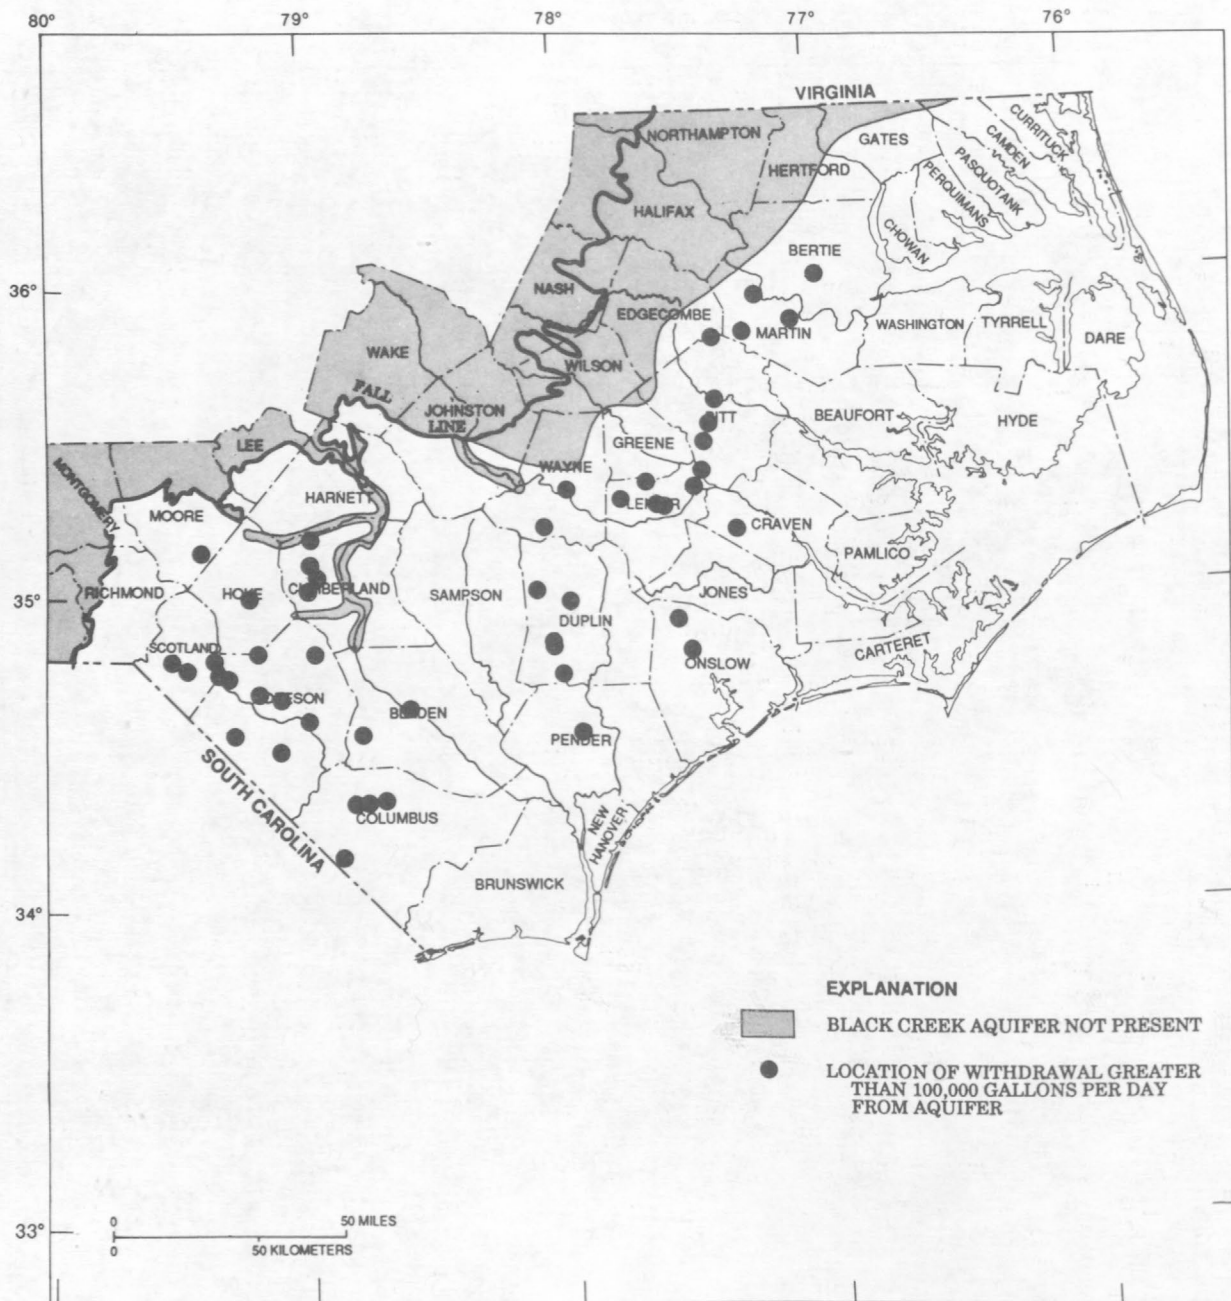 80°
79°
78°
77°
76°
VIRGINIA
NORTHAMPTON
GATES
CURRITUCK
CAMDEN
PASQUOTANK
PERQUIMANS
CHOWAN
HERTFORD
HALIFAX
BERTIE
36°
NASH
EDGECOMBE
MARTIN
WASHINGTON
TYRRELL
DARE
WAKE
WILSON
FALL
LINE
JOHNSTON
BEAUFORT
HYDE
LEE
GREENE
WAYNE
MONTGOMERY
HARNETT
MOORE
CRAVEN
PAMLICO
RICHMOND
CUMBERLAND
SAMPSON
JONES
35°
DUPLIN
CARTERET
SCOTLAND
ONSLOW
PENDER
SOUTH CAROLINA
COLUMBUS
NEW
HANOVER
BRUNSWICK
34°
EXPLANATION
BLACK CREEK AQUIFER NOT PRESENT
LOCATION OF WITHDRAWAL GREATER
THAN 100,000 GALLONS PER DAY
FROM AQUIFER
33°
0
50 MILES
0
50 KILOMETERS